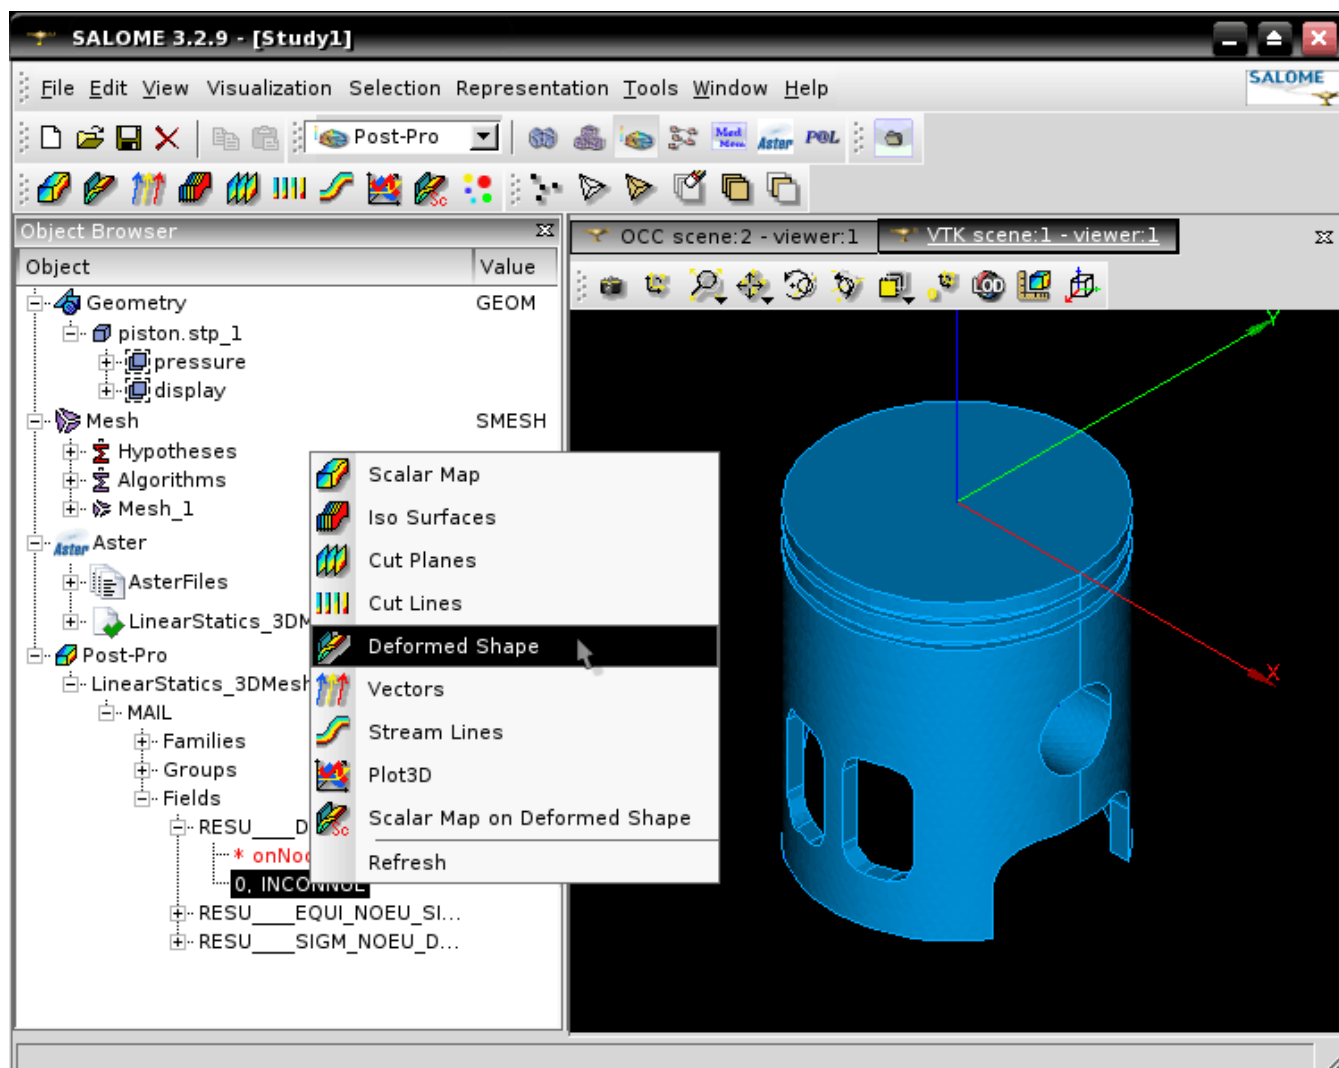 SALOME 3.2.9 - [Study1]
File Edit View Visualization Selection Representation Tools Window Help
SALOME
Post-Pro
Med
Mem
Aster
POL
Sc
Object Browser
OCC scene:2 - viewer:1
VTK scene:1 - viewer:1
Object Value
LOD
Geometry GEOM
piston.stp_1
pressure
display
Mesh SMESH
Hypotheses
Algorithms
Mesh_1
Aster Aster
AsterFiles
LinearStatics_3DM
Post-Pro
LinearStatics_3DMesh
MAIL
Families
Groups
Fields
RESU____D
* onNo
0, INCONNUE
RESU____EQUI_NOEU_SI...
RESU____SIGM_NOEU_D...
Scalar Map
Iso Surfaces
Cut Planes
Cut Lines
Deformed Shape
Vectors
Stream Lines
Plot3D
Sc
Scalar Map on Deformed Shape
Refresh
Y
X